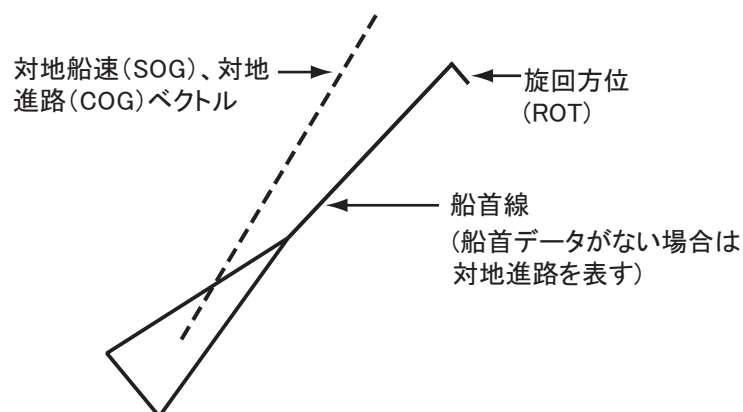 対地船速(SOG)、対地
進路(COG)ベクトル
旋回方位
(ROT)
船首線
(船首データがない場合は
対地進路を表す)